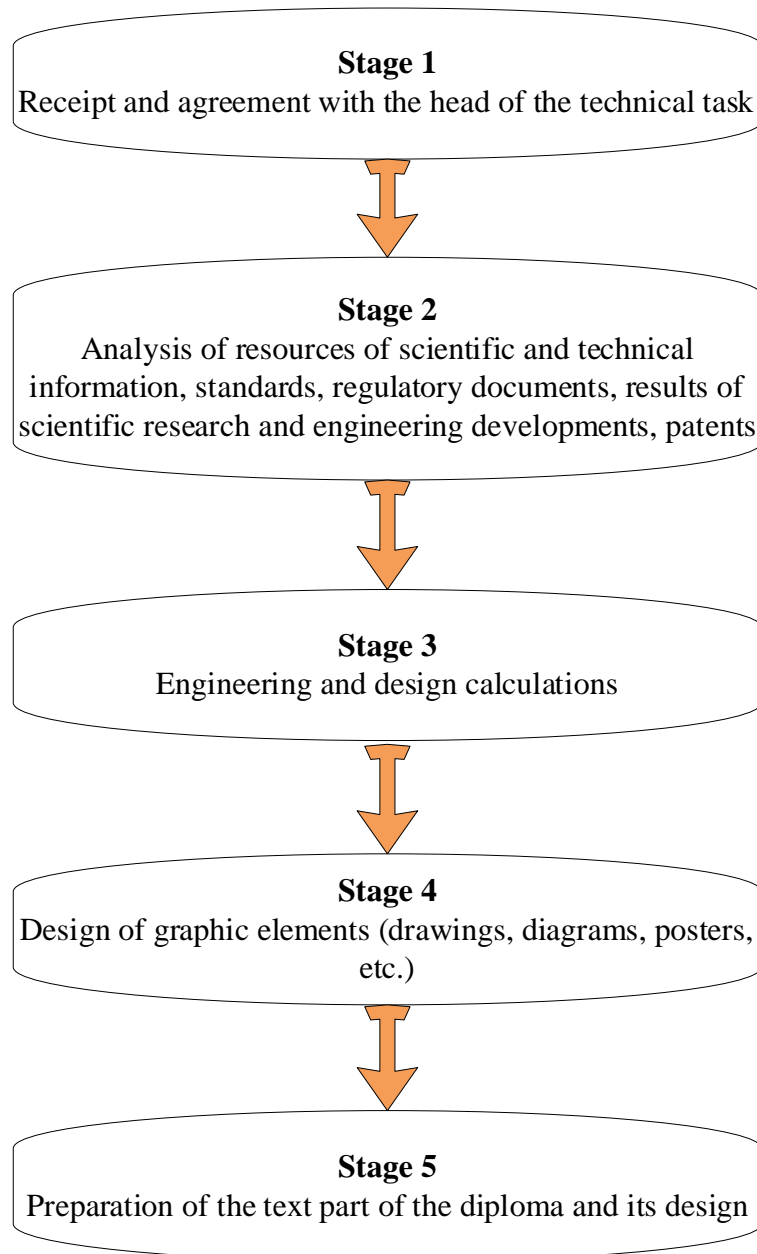 Stage 1
Receipt and agreement with the head of the technical task
Stage 2
Analysis of resources of scientific and technical
information, standards, regulatory documents, results of
scientific research and engineering developments, patents
Stage 3
Engineering and design calculations
Stage 4
Design of graphic elements (drawings, diagrams, posters,
etc.)
Stage 5
Preparation of the text part of the diploma and its design